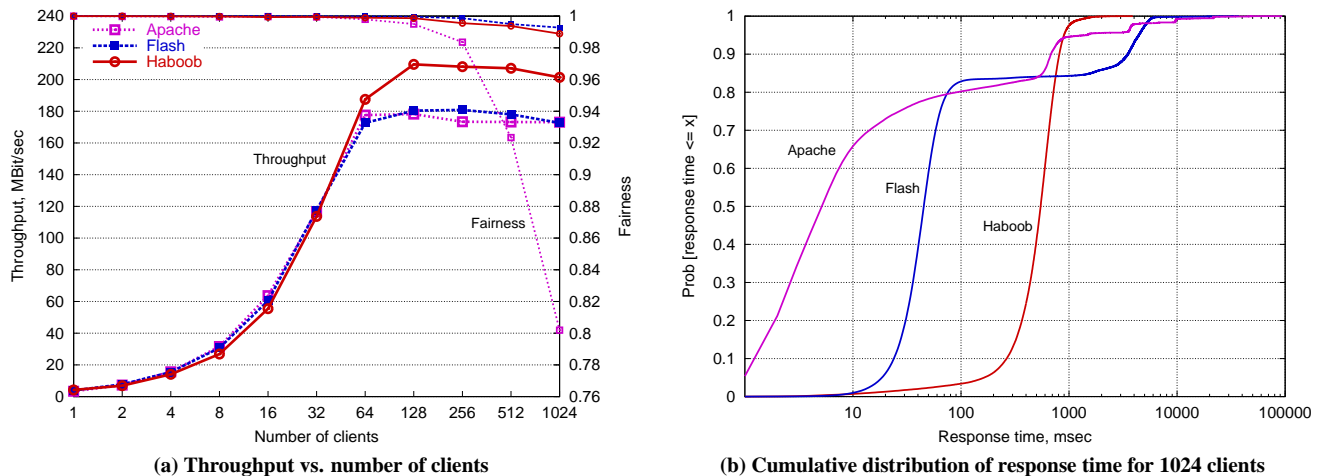 240
220
200
180
160
140
120
100
80
60
40
20
0
Throughput, MBit/sec
Apache
Flash
Haboob
Throughput
Fairness
1
0.98
0.96
0.94
0.92
0.9
0.88
0.86
0.84
0.82
0.8
0.78
0.76
Fairness
1 2 4 8 16 32 64 128 256 512 1024
Number of clients
(a) Throughput vs. number of clients
1
0.9
0.8
0.7
0.6
0.5
0.4
0.3
0.2
0.1
0
Prob [response time <= x]
Apache
Flash
Haboob
10 100 1000 10000 100000
Response time, msec
(b) Cumulative distribution of response time for 1024 clients